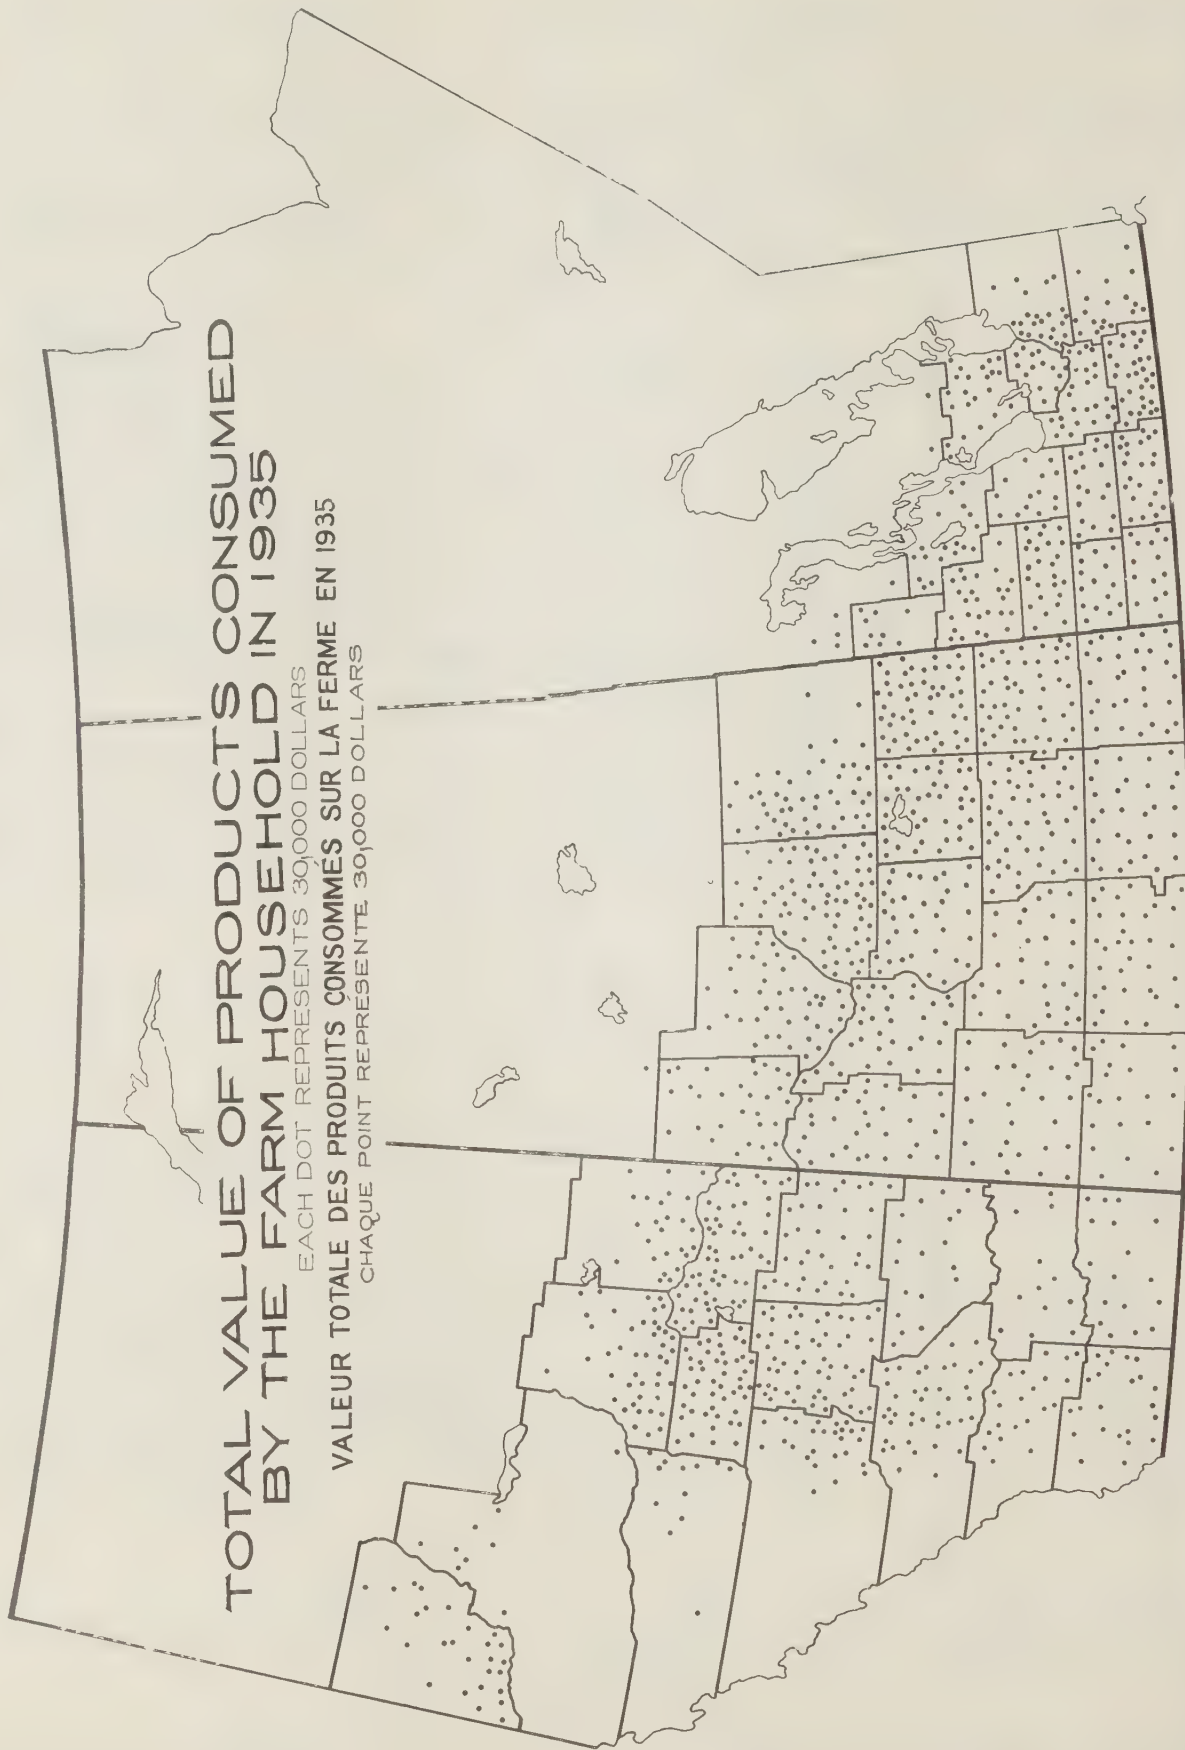 TOTAL VALUE OF PRODUCTS CONSUMED
BY THE FARM HOUSEHOLD IN 1935
EACH DOT REPRESENTS 30,000 DOLLARS
VALEUR TOTALE DES PRODUITS CONSOMMÉS SUR LA FERME EN 1935
CHAQUE POINT REPRÉSENTE 30,000 DOLLARS